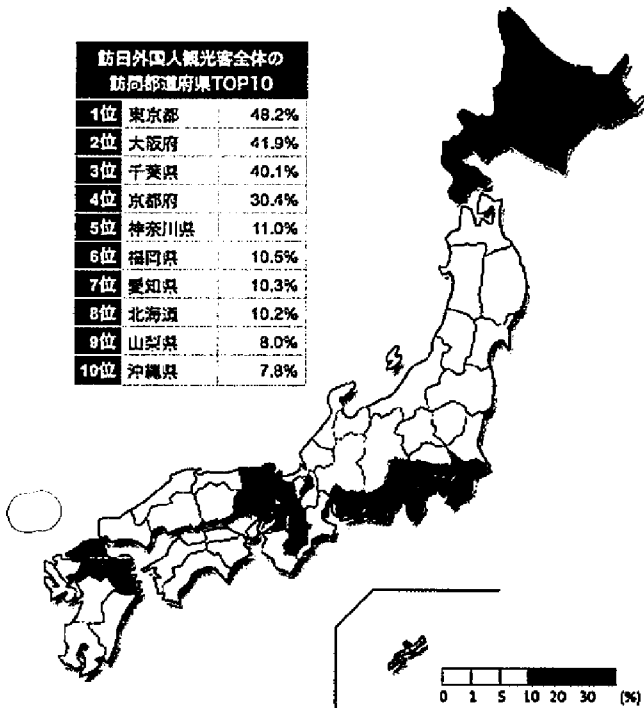 訪日外国人観光客全体の
訪問都道府県TOP10
1位 東京都 48.2%
2位 大阪府 41.9%
3位 千葉県 40.1%
4位 京都府 30.4%
5位 神奈川県 11.0%
6位 福岡県 10.5%
7位 愛知県 10.3%
8位 北海道 10.2%
9位 山梨県 8.0%
10位 沖縄県 7.8%
0 1 5 10 20 30 (%)